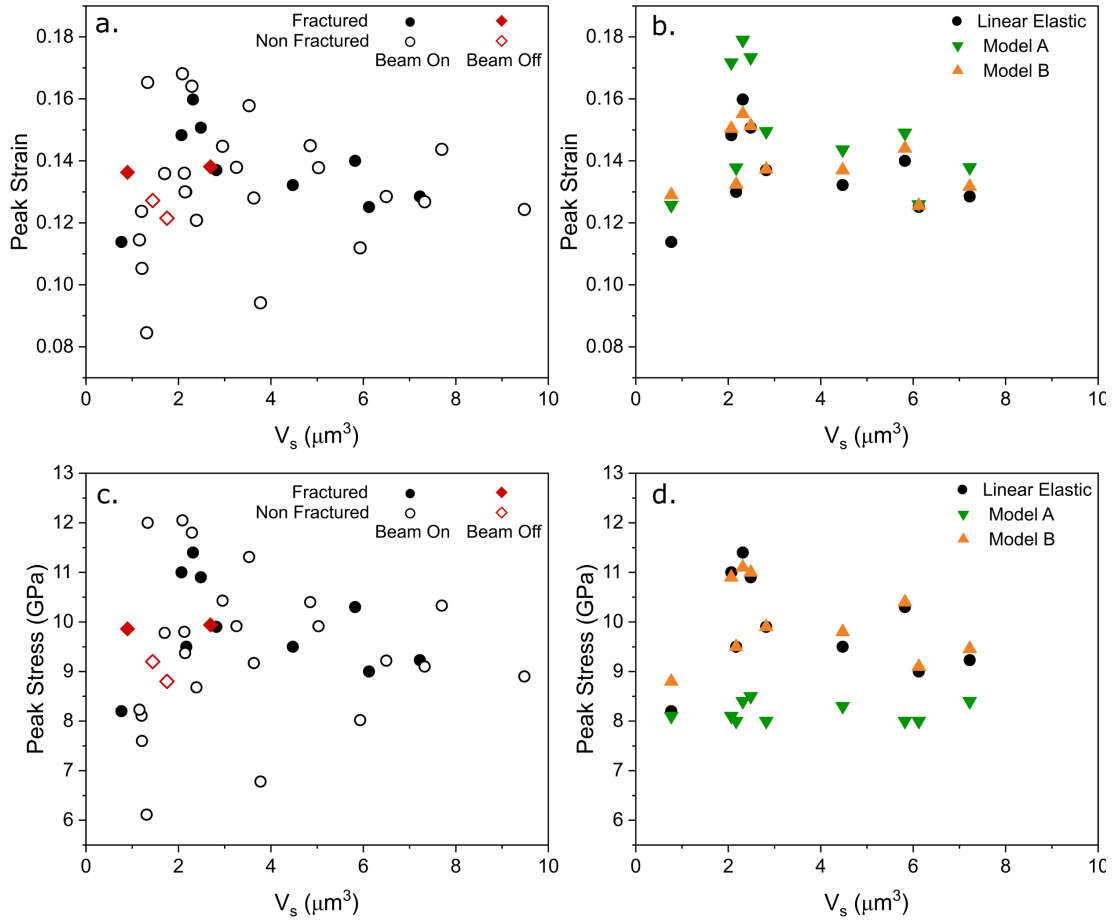 a.
Fractured
Non Fractured
Beam On Beam Off
0.18
0.16
0.14
0.12
0.10
0.08
Peak Strain
0 2 4 6 8 10
V_s (μm³)
b.
Linear Elastic
Model A
Model B
0.18
0.16
0.14
0.12
0.10
0.08
Peak Strain
0 2 4 6 8 10
V_s (μm³)
c.
Fractured
Non Fractured
Beam On Beam Off
13
12
11
10
9
8
7
6
Peak Stress (GPa)
0 2 4 6 8 10
V_s (μm³)
d.
Linear Elastic
Model A
Model B
13
12
11
10
9
8
7
6
Peak Stress (GPa)
0 2 4 6 8 10
V_s (μm³)